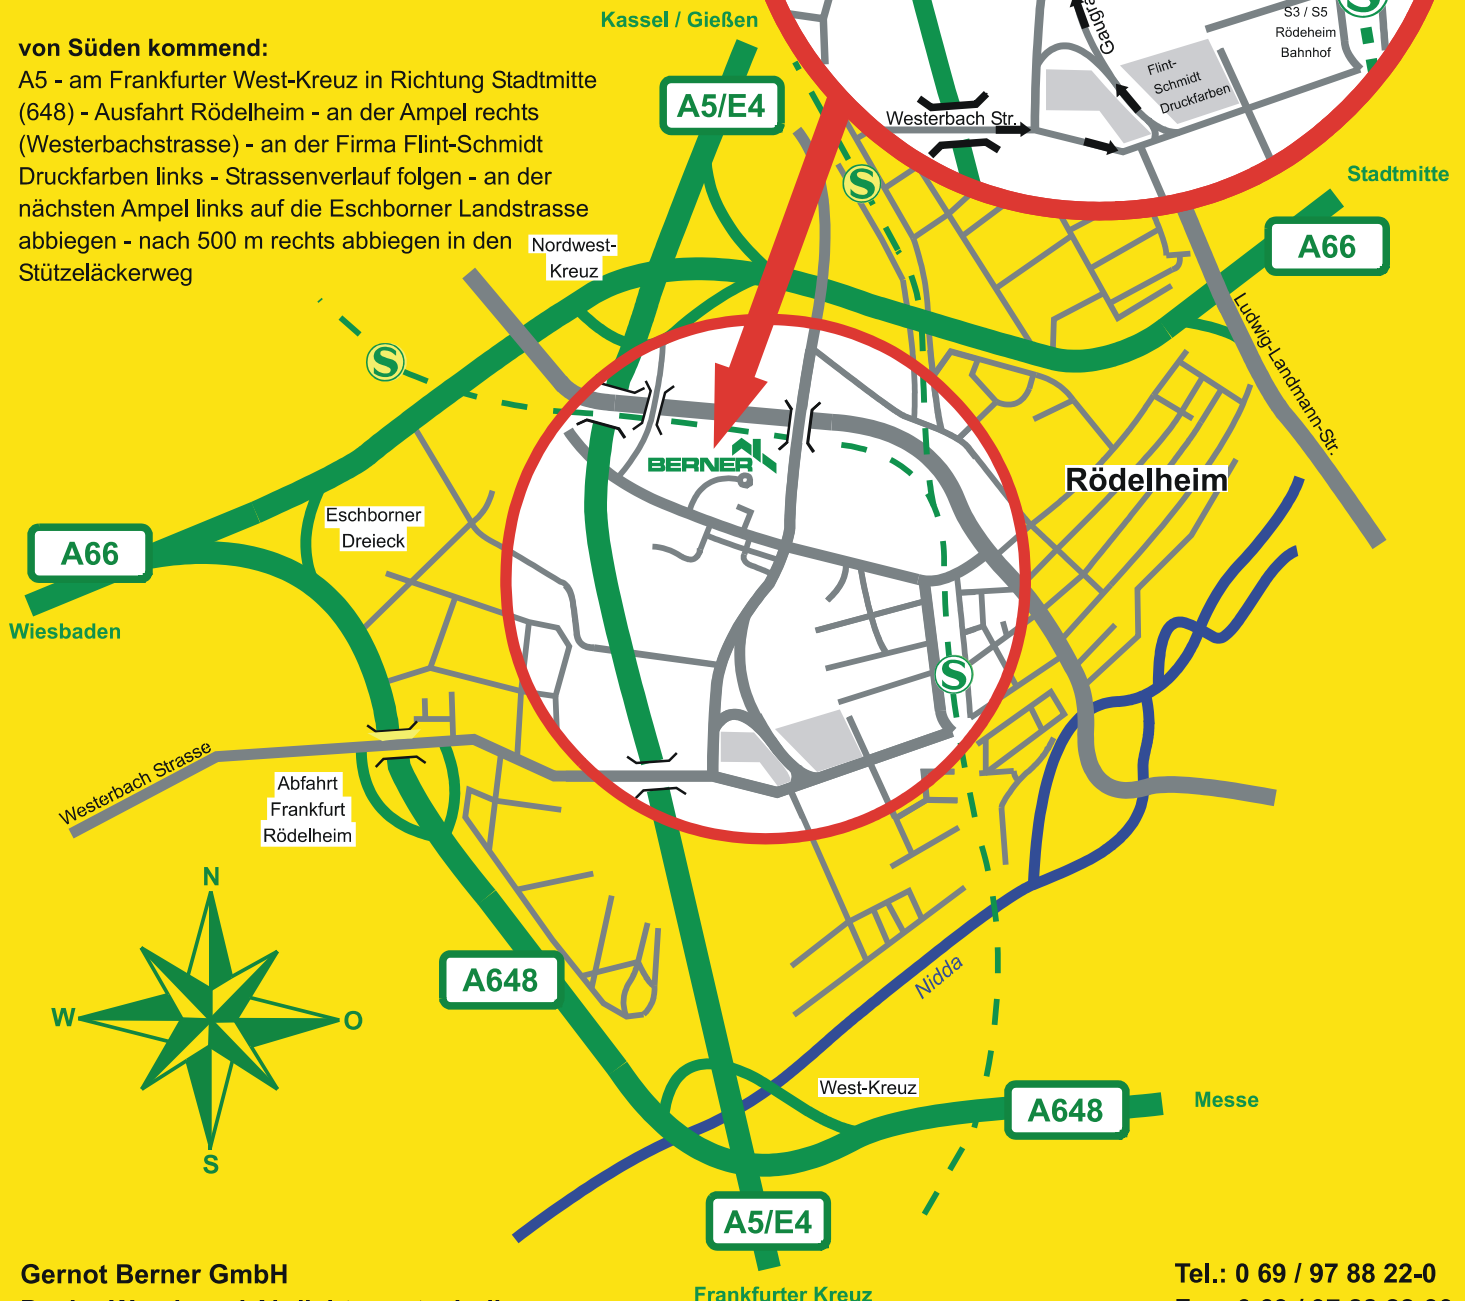 Kassel / Gießen
von Süden kommend:
A5 - am Frankfurter West-Kreuz in Richtung Stadtmitte
(648) - Ausfahrt Rödelheim - an der Ampel rechts
(Westerbachstrasse) - an der Firma Flint-Schmidt
Druckfarben links - Strassenverlauf folgen - an der
nächsten Ampel links auf die Eschborner Landstrasse
abbiegen - nach 500 m rechts abbiegen in den
Stützeläckerweg
A5/E4
S3 / S5
Rödeheim
Bahnhof
S
Flint-
Schmidt
Druckfarben
Westerbach Str.
S
Stadtmitte
A66
Nordwest-
Kreuz
Ludwig-Landmann-Str.
S
BERNER
Rödelheim
Eschborner
Dreieck
A66
Wiesbaden
S
Westerbach Strasse
Abfahrt
Frankfurt
Rödelheim
N
W
O
S
A648
Nidda
West-Kreuz
A648
Messe
A5/E4
Frankfurter Kreuz
Gernot Berner GmbH
Tel.: 0 69 / 97 88 22-0